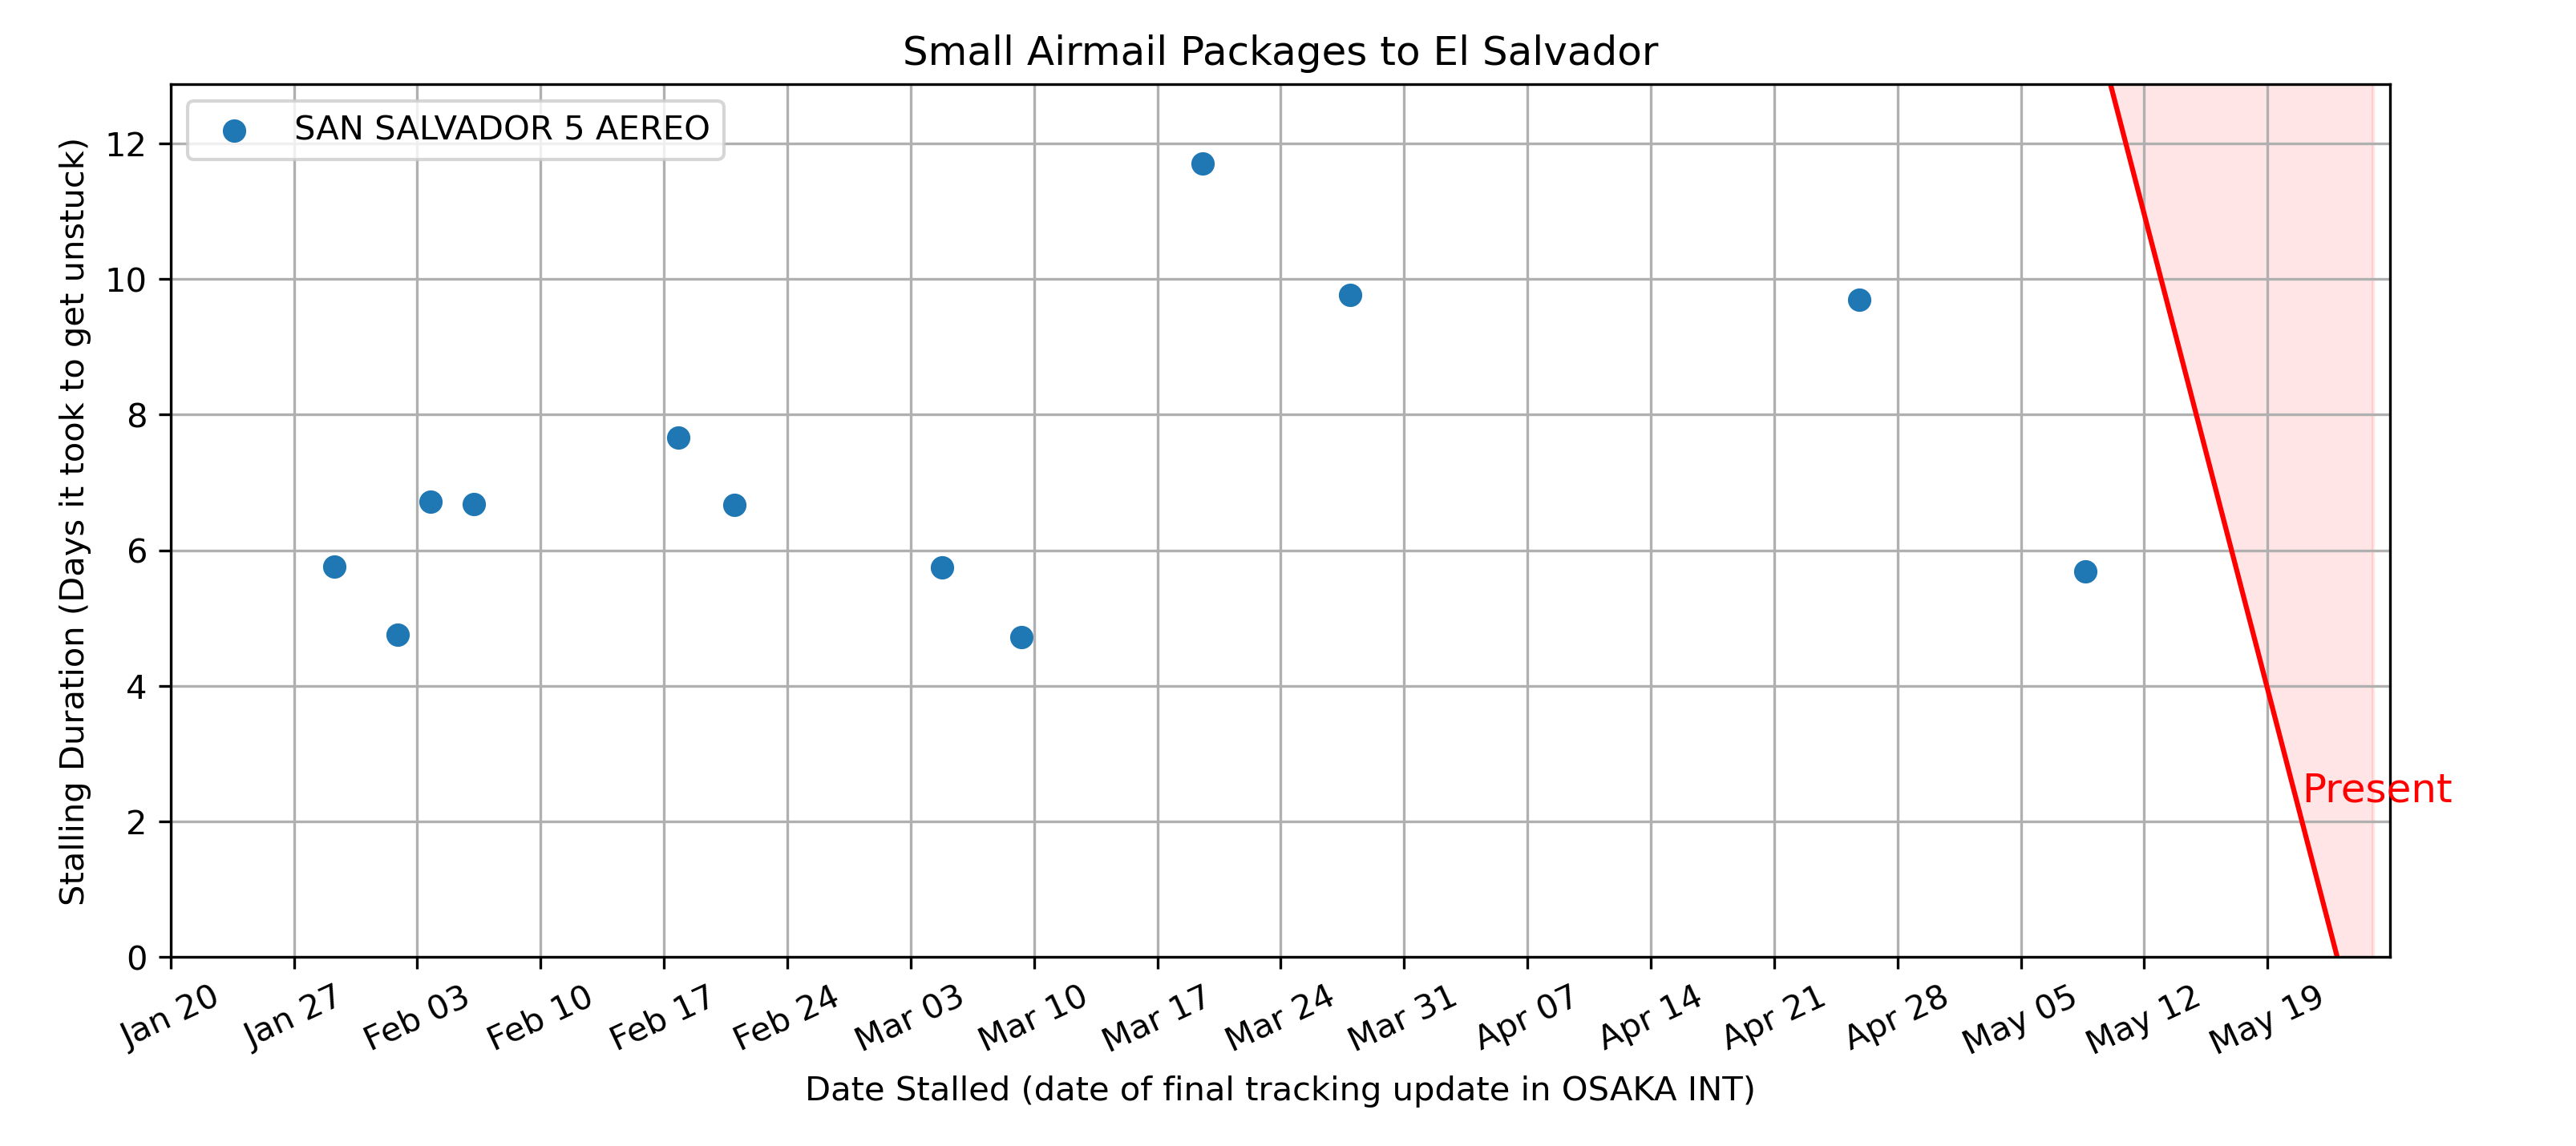 Small Airmail Packages to El Salvador
SAN SALVADOR 5 AEREO
Stalling Duration (Days it took to get unstuck)
12
10
8
6
4
2
0
Present
Jan 20
Jan 27
Feb 03
Feb 10
Feb 17
Feb 24
Mar 03
Mar 10
Mar 17
Mar 24
Mar 31
Apr 07
Apr 14
Apr 21
Apr 28
May 05
May 12
May 19
Date Stalled (date of final tracking update in OSAKA INT)